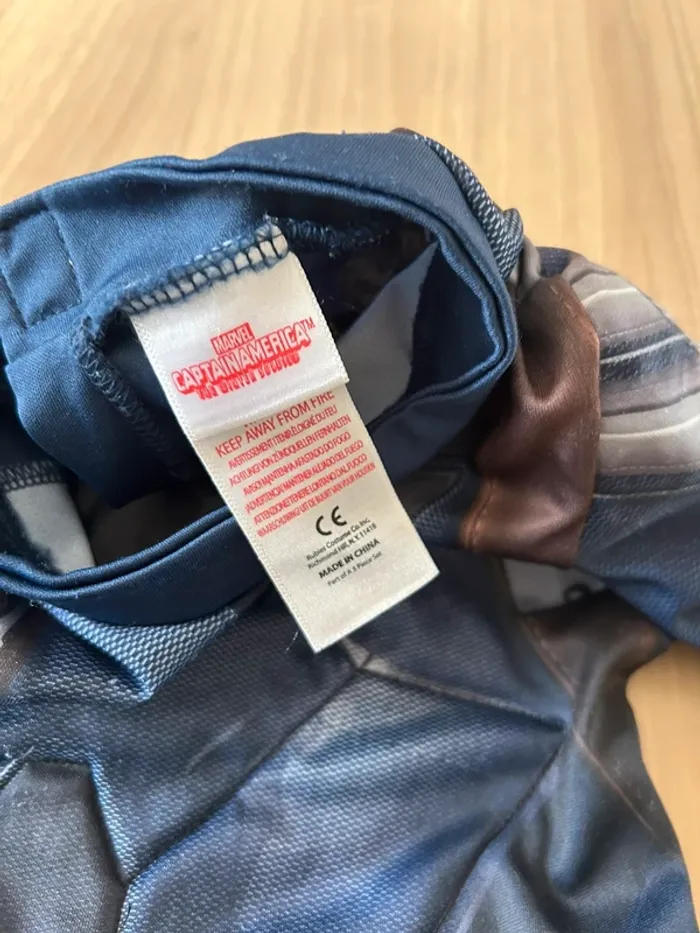 MARVEL
CAPTAIN AMERICA™
THE WINTER SOLDIER
KEEP AWAY FROM FIRE
AVERTISSEMENT! TENIR ÉLOIGNÉ DU FEU
ACHTUNG! VON ZÜNDQUELLEN FERNHALTEN
AVISO! MANTENHA AFASTADO DO FOGO
¡ADVERTENCIA! MANTENER ALEJADO DEL FUEGO
ATTENZIONE! TENERE LONTANO DAL FUOCO
WAARSCHUWING! UIT DE BUURT VAN VUUR HOUDEN
CE
Rubies Costume Co. Inc.
Richmond Hill, N.Y. 11418
MADE IN CHINA
Part of A 3 Piece Set